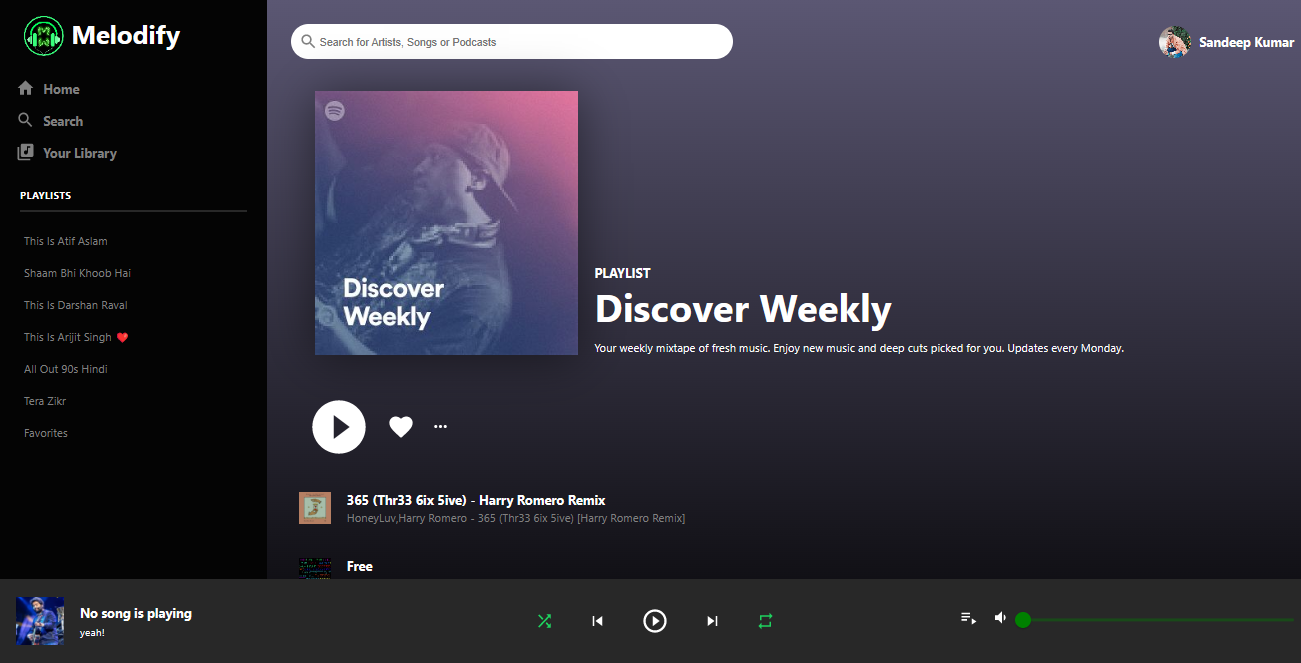 Melodify
Home
Search
Your Library
PLAYLISTS
This Is Atif Aslam
Shaam Bhi Khoob Hai
This Is Darshan Raval
This Is Arijit Singh ❤️
All Out 90s Hindi
Tera Zikr
Favorites
Search for Artists, Songs or Podcasts
Sandeep Kumar
Discover
Weekly
PLAYLIST
Discover Weekly
Your weekly mixtape of fresh music. Enjoy new music and deep cuts picked for you. Updates every Monday.
365 (Thr33 6ix 5ive) - Harry Romero Remix
HoneyLuv,Harry Romero - 365 (Thr33 6ix 5ive) [Harry Romero Remix]
Free
No song is playing
yeah!